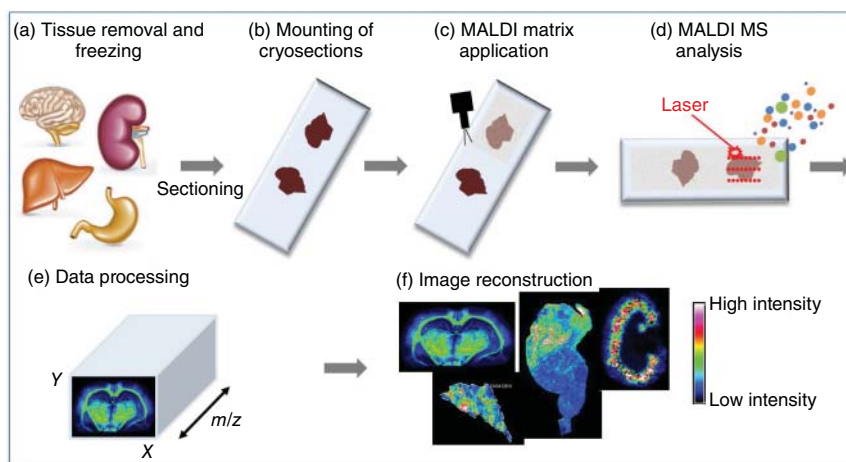 (a) Tissue removal and
freezing
(b) Mounting of
cryosections
(c) MALDI matrix
application
(d) MALDI MS
analysis
Laser
Sectioning
(e) Data processing
Y
X
m/z
(f) Image reconstruction
High intensity
Low intensity